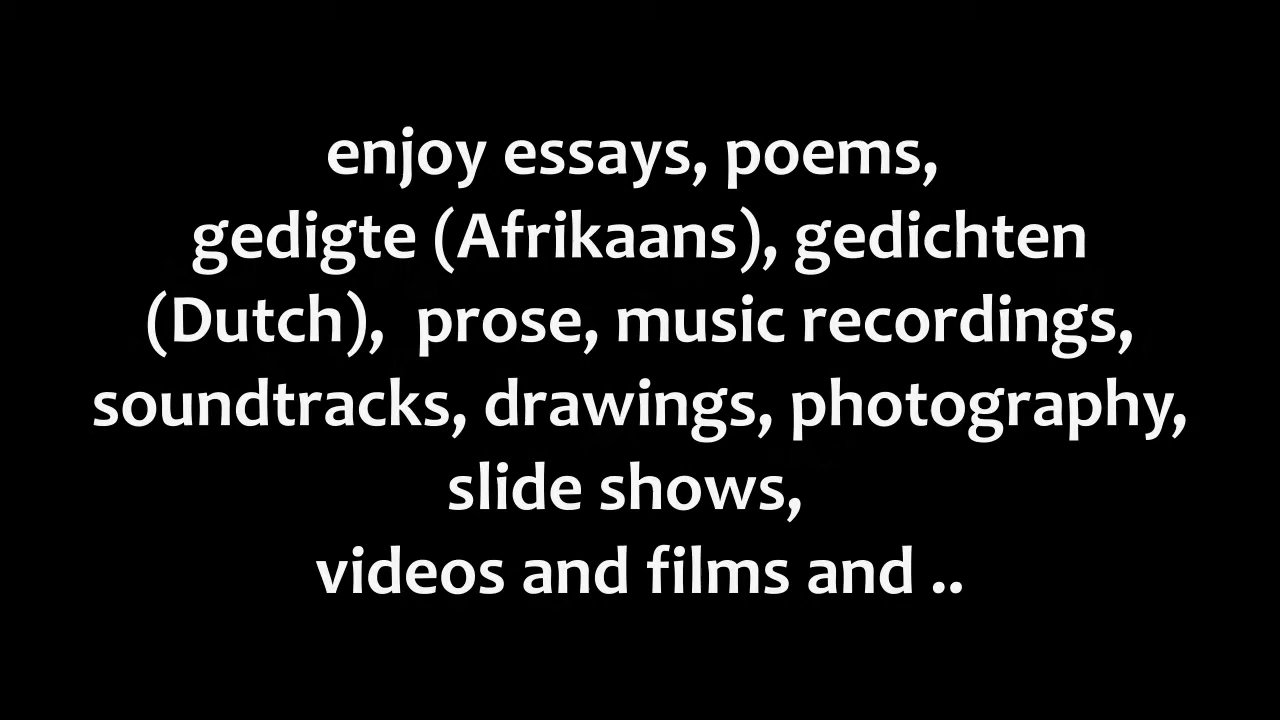 enjoy essays, poems,
gedigte (Afrikaans), gedichten
(Dutch),  prose, music recordings,
soundtracks, drawings, photography,
slide shows,
videos and films and ..